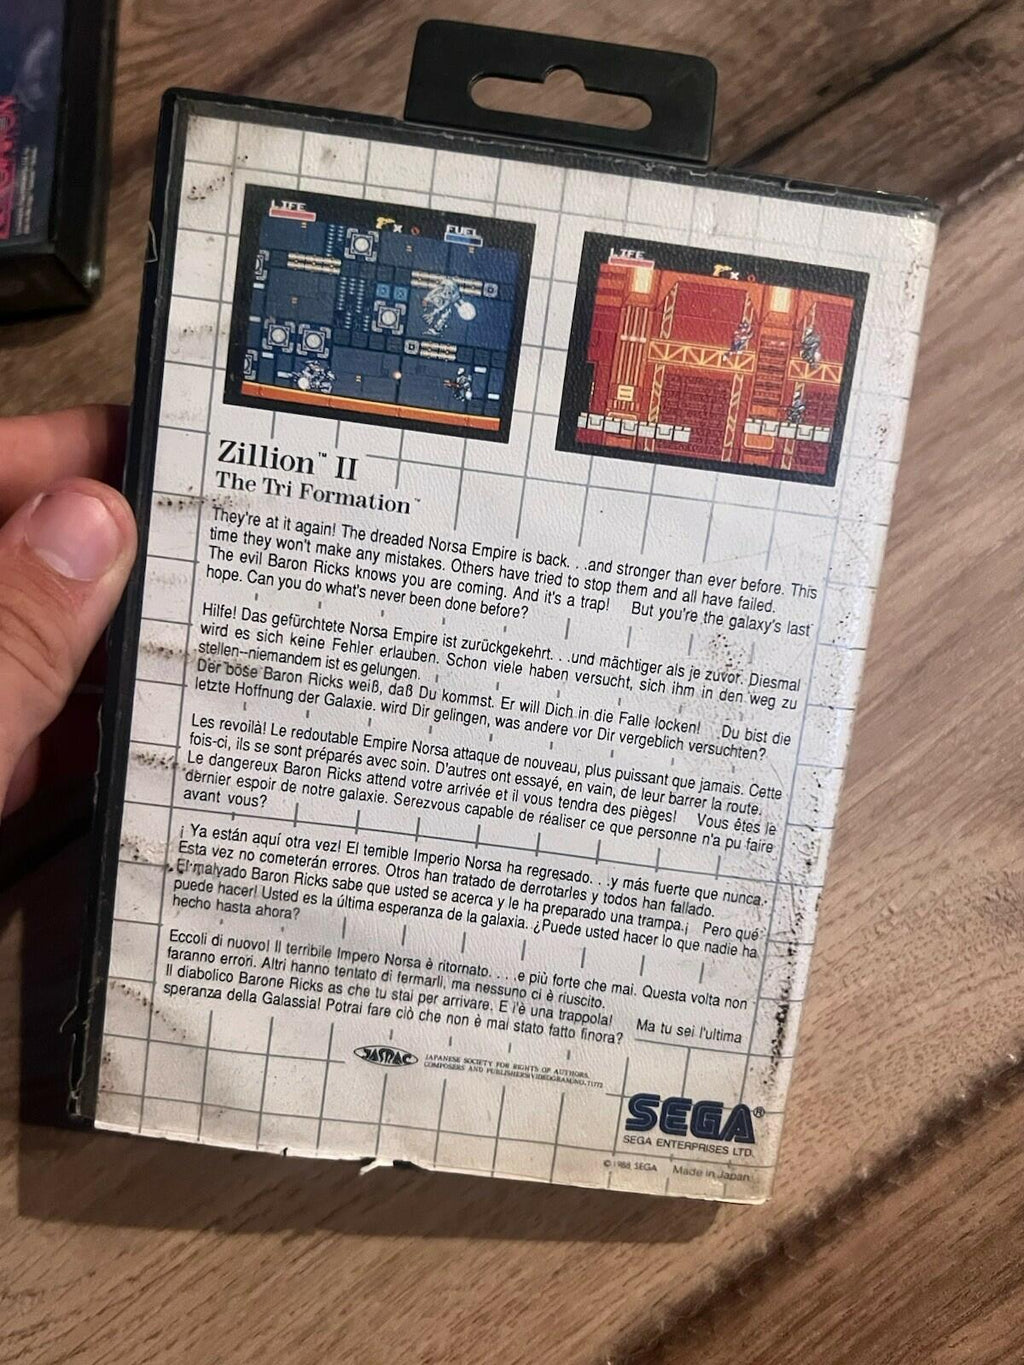 LIFE
FUEL
LIFE
Zillion™ II
The Tri Formation™
They're at it again! The dreaded Norsa Empire is back. . .and stronger than ever before. This
time they won't make any mistakes. Others have tried to stop them and all have failed.
The evil Baron Ricks knows you are coming. And it's a trap! But you're the galaxy's last
hope. Can you do what's never been done before?
Hilfe! Das gefürchtete Norsa Empire ist zurückgekehrt. . .und mächtiger als je zuvor. Diesmal
wird es sich keine Fehler erlauben. Schon viele haben versucht, sich ihm in den weg zu
stellen–niemandem ist es gelungen.
Der böse Baron Ricks weiß, daß Du kommst. Er will Dich in die Falle locken! Du bist die
letzte Hoffnung der Galaxie. wird Dir gelingen, was andere vor Dir vergeblich versuchten?
Les revoilà! Le redoutable Empire Norsa attaque de nouveau, plus puissant que jamais. Cette
fois-ci, ils se sont préparés avec soin. D'autres ont essayé, en vain, de leur barrer la route.
Le dangereux Baron Ricks attend votre arrivée et il vous tendra des pièges! Vous êtes le
dernier espoir de notre galaxie. Serezvous capable de réaliser ce que personne n'a pu faire
avant vous?
¡ Ya están aquí otra vez! El temible Imperio Norsa ha regresado. . .y más fuerte que nunca.
Esta vez no cometerán errores. Otros han tratado de derrotarles y todos han fallado.
El malvado Baron Ricks sabe que usted se acerca y le ha preparado una trampa.¡ Pero qué
puede hacer! Usted es la última esperanza de la galaxia. ¿Puede usted hacer lo que nadie ha
hecho hasta ahora?
Eccoli di nuovo! Il terribile Impero Norsa è ritornato. . . .e più forte che mai. Questa volta non
faranno errori. Altri hanno tentato di fermarli, ma nessuno ci è riuscito.
Il diabolico Barone Ricks as che tu stai per arrivare. E i'è una trappola! Ma tu sei l'ultima
speranza della Galassia! Potrai fare ciò che non è mai stato fatto finora?
JASRAC
JAPANESE SOCIETY FOR RIGHTS OF AUTHORS,
COMPOSERS AND PUBLISHERS/VIDEOGRAM/NO.
SEGA®
SEGA ENTERPRISES LTD.
© 1988 SEGA Made in Japan